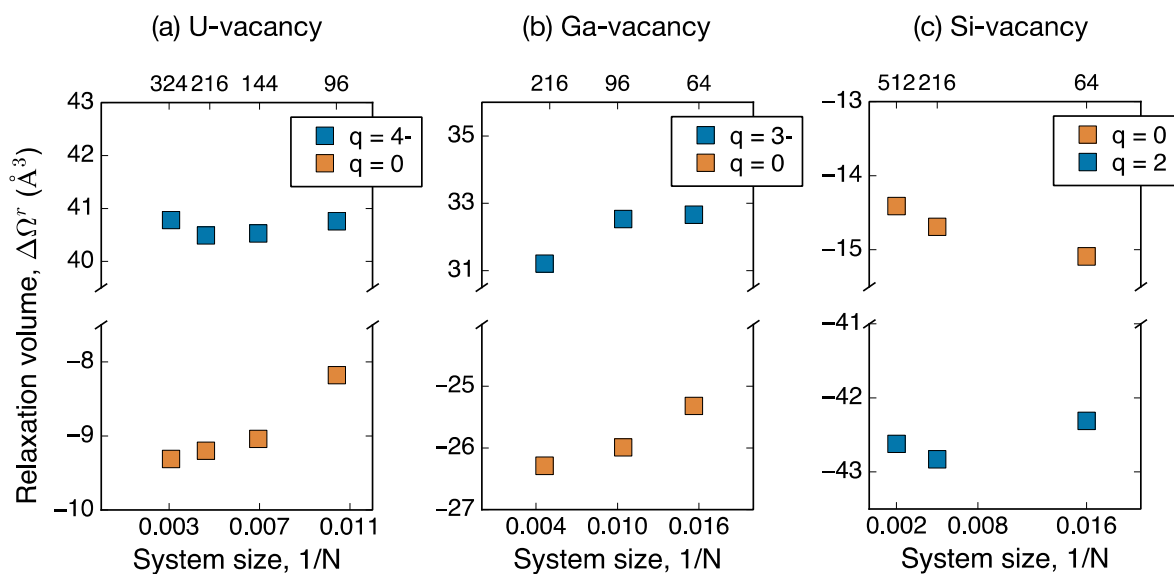 (a) U-vacancy
(b) Ga-vacancy
(c) Si-vacancy
324 216 144 96
216 96 64
512 216 64
43
42
41
40
−8
−9
−10
q = 4-
q = 0
35
33
31
−25
−26
−27
q = 3-
q = 0
−13
−14
−15
−41
−42
−43
q = 0
q = 2
Relaxation volume, ΔΩ^r (Å^3)
0.003 0.007 0.011
0.004 0.010 0.016
0.002 0.008 0.016
System size, 1/N
System size, 1/N
System size, 1/N